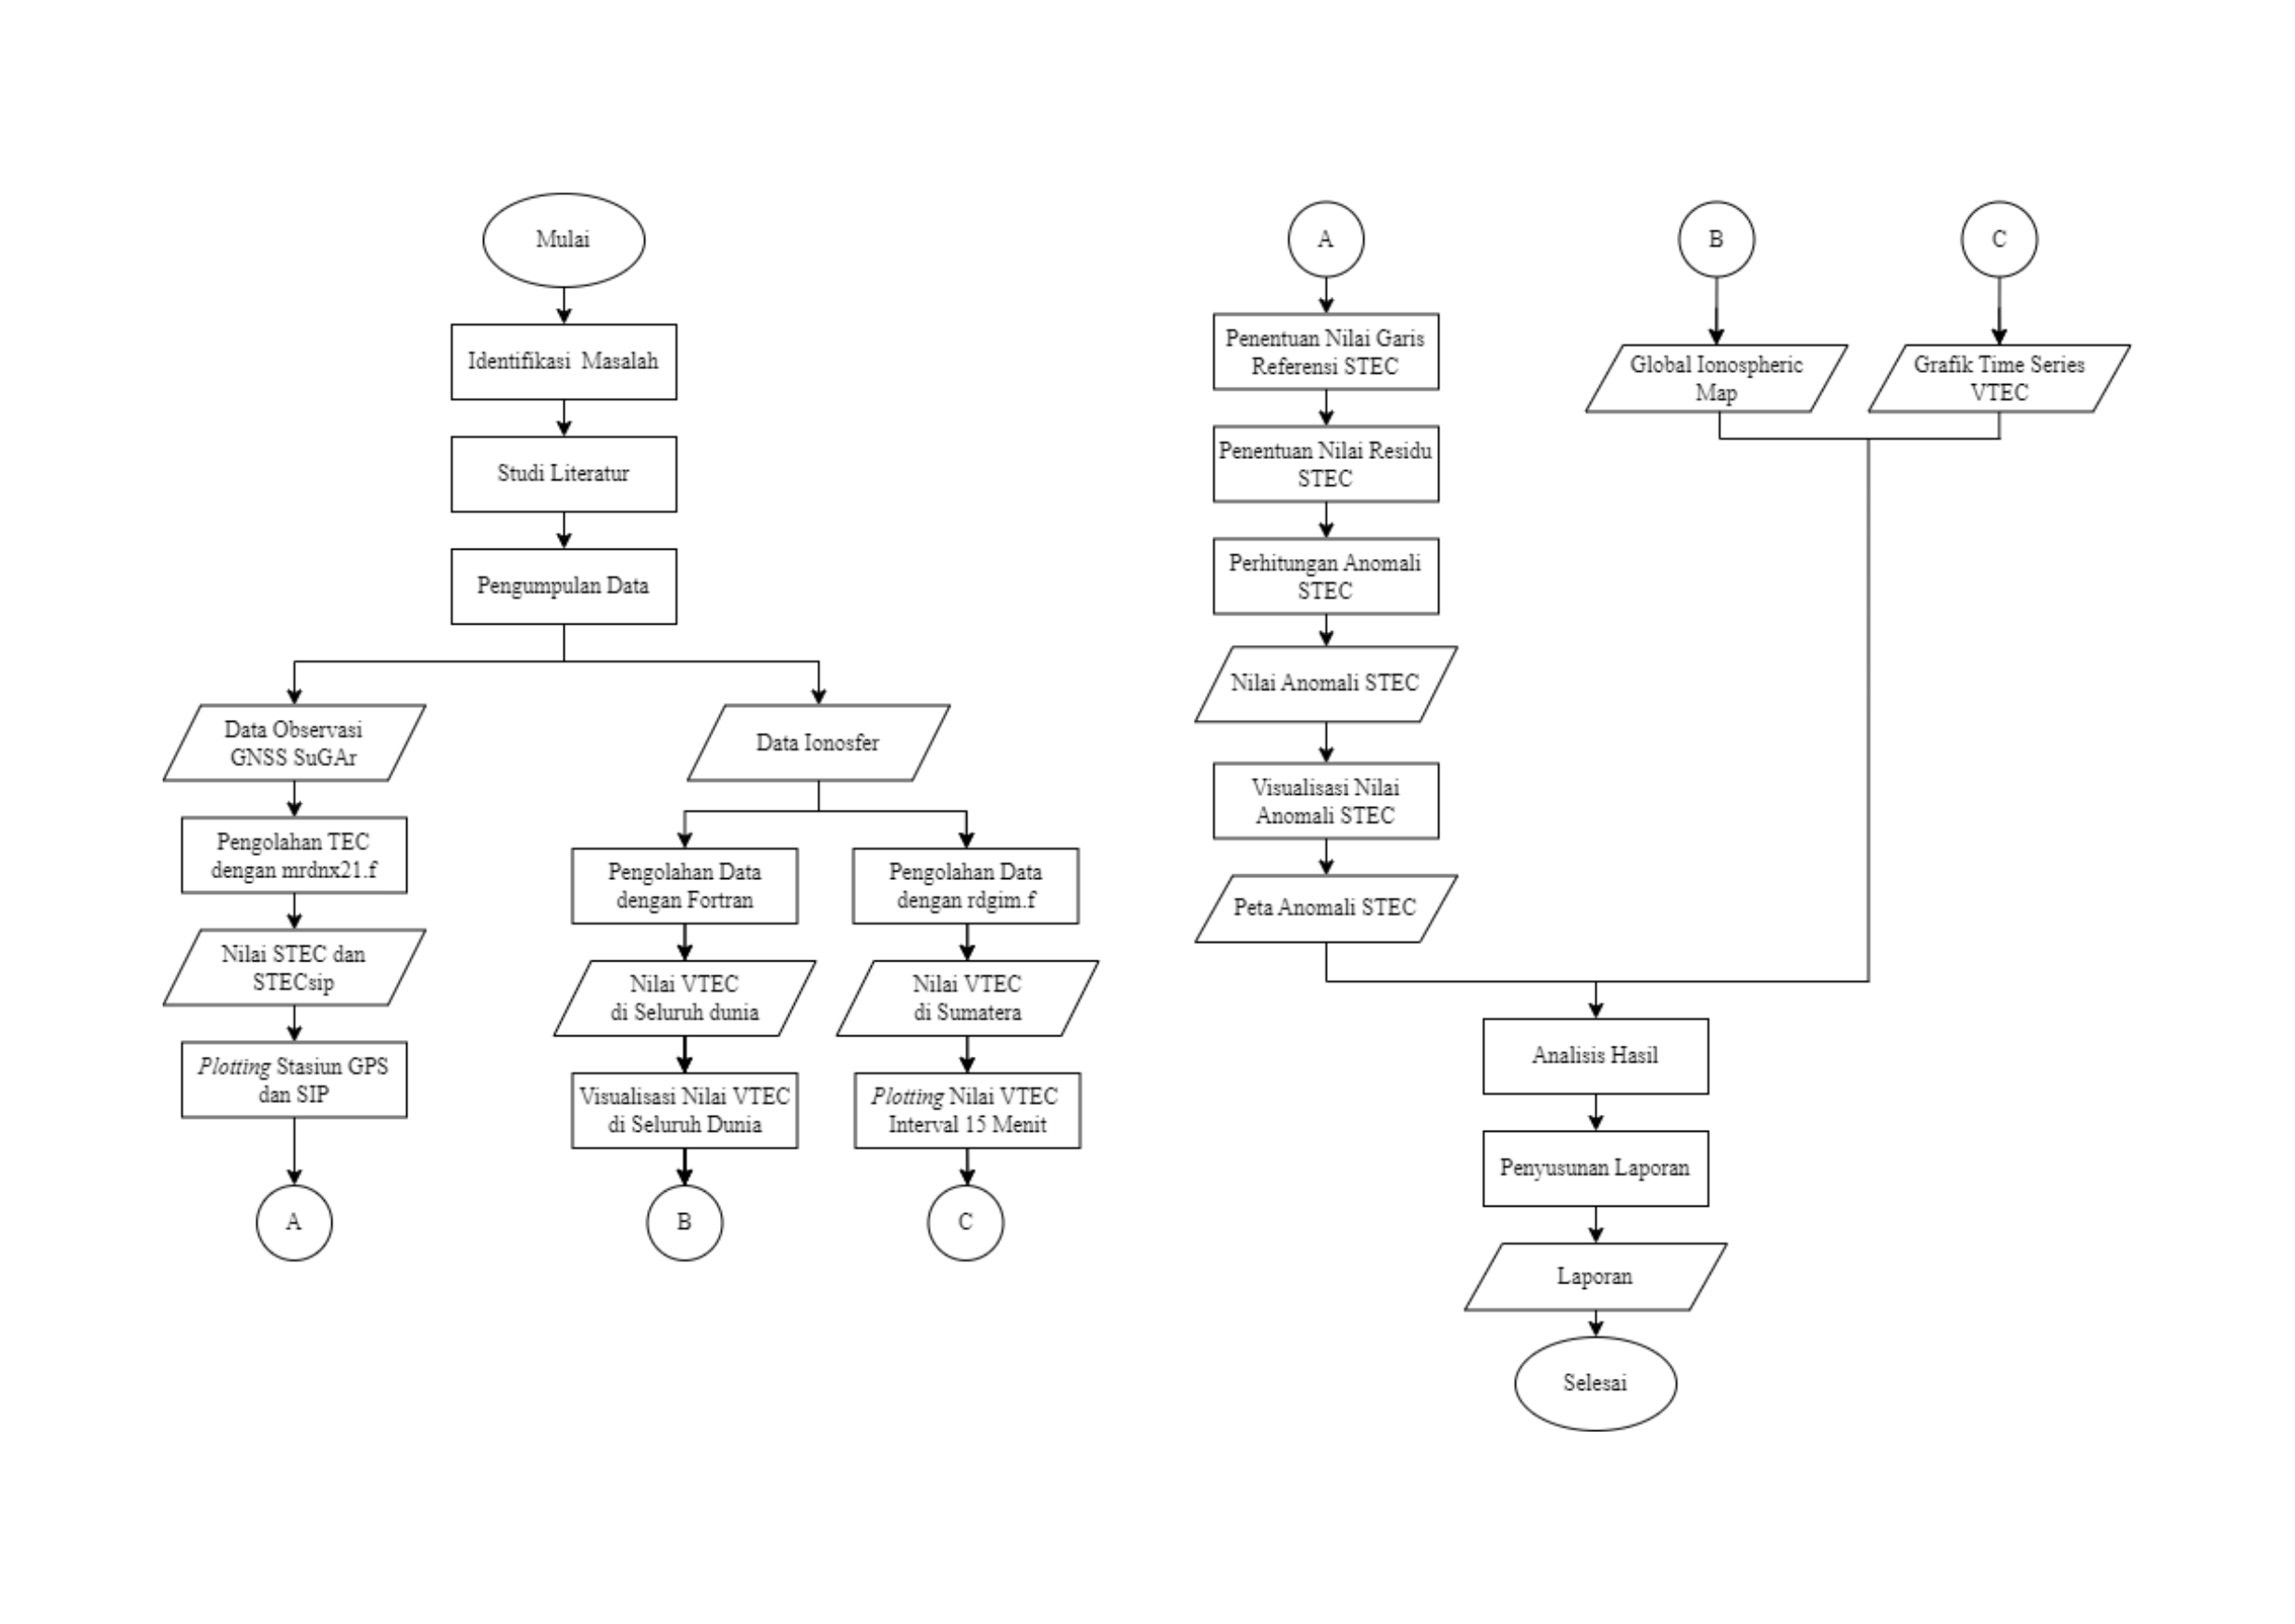 Mulai
Identifikasi Masalah
Studi Literatur
Pengumpulan Data
Data Observasi
GNSS SuGAr
Pengolahan TEC
dengan mrdnx21.f
Nilai STEC dan
STECsip
Plotting Stasiun GPS
dan SIP
A
Data Ionosfer
Pengolahan Data
dengan Fortran
Nilai VTEC
di Seluruh dunia
Visualisasi Nilai VTEC
di Seluruh Dunia
B
Pengolahan Data
dengan rdgim.f
Nilai VTEC
di Sumatera
Plotting Nilai VTEC
Interval 15 Menit
C
A
Penentuan Nilai Garis
Referensi STEC
Penentuan Nilai Residu
STEC
Perhitungan Anomali
STEC
Nilai Anomali STEC
Visualisasi Nilai
Anomali STEC
Peta Anomali STEC
B
Global Ionospheric
Map
C
Grafik Time Series
VTEC
Analisis Hasil
Penyusunan Laporan
Laporan
Selesai